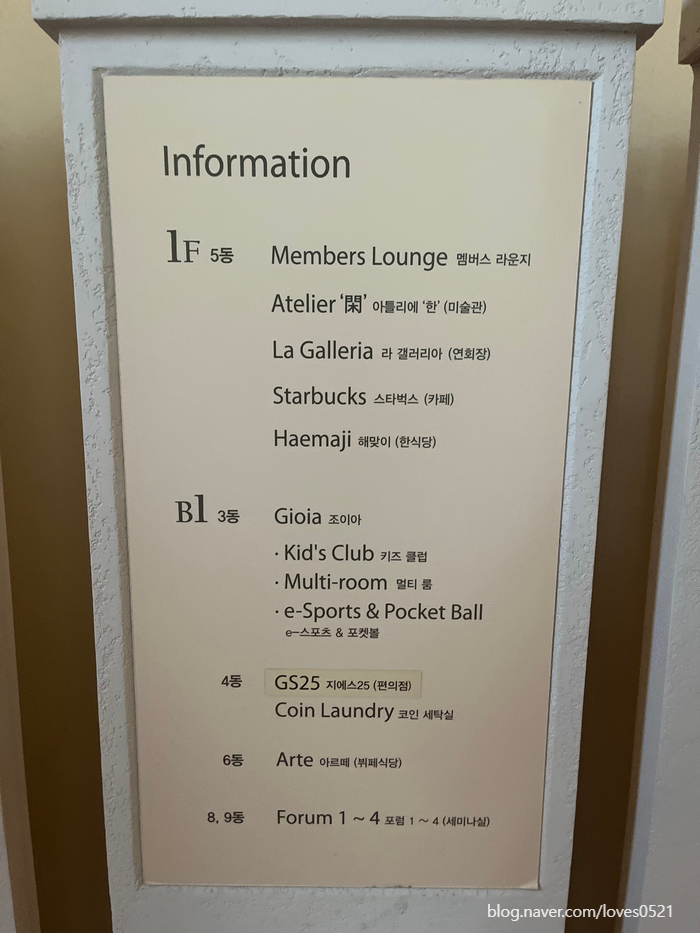 Information
1F 5동 Members Lounge 멤버스 라운지
Atelier ‘閑’ 아틀리에 ‘한’ (미술관)
La Galleria 라 갤러리아 (연회장)
Starbucks 스타벅스 (카페)
Haemaji 해맞이 (한식당)
B1 3동 Gioia 조이아
· Kid's Club 키즈 클럽
· Multi-room 멀티 룸
· e-Sports & Pocket Ball
e-스포츠 & 포켓볼
4동 GS25 지에스25 (편의점)
Coin Laundry 코인 세탁실
6동 Arte 아르떼 (뷔페식당)
8, 9동 Forum 1 ~ 4 포럼 1 ~ 4 (세미나실)
blog.naver.com/loves0521